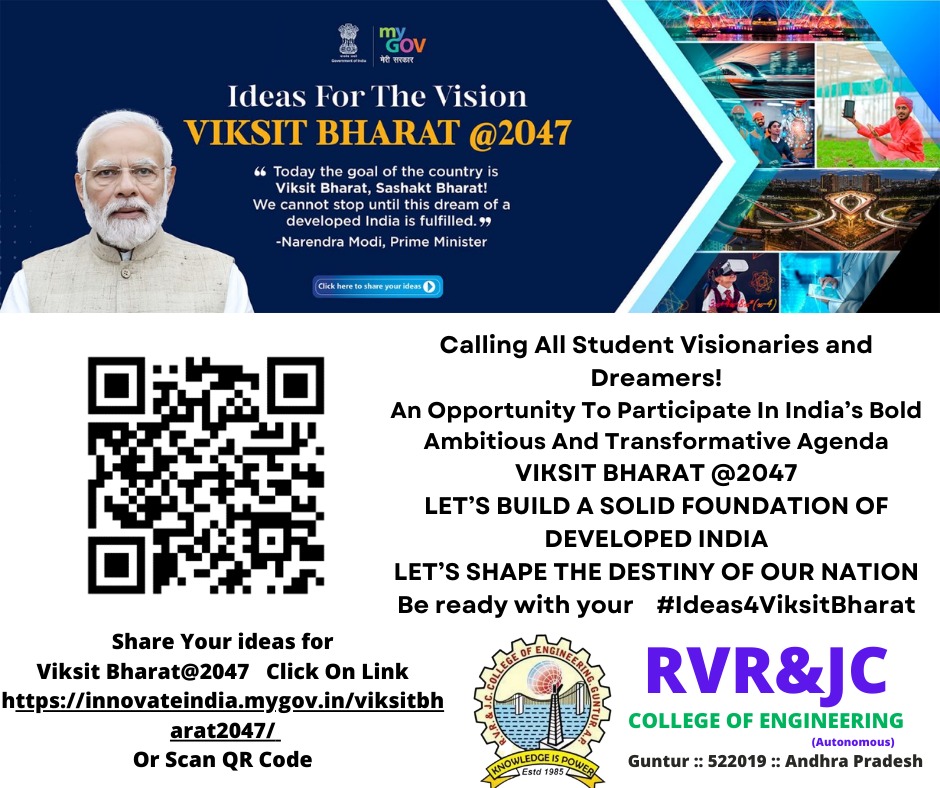 my
GOV
मेरी सरकार
Government of India
Ideas For The Vision
VIKSIT BHARAT @2047
“ Today the goal of the country is
Viksit Bharat, Sashakt Bharat!
We cannot stop until this dream of a
developed India is fulfilled.”
-Narendra Modi, Prime Minister
Click here to share your ideas
Calling All Student Visionaries and
Dreamers!
An Opportunity To Participate In India’s Bold
Ambitious And Transformative Agenda
VIKSIT BHARAT @2047
LET’S BUILD A SOLID FOUNDATION OF
DEVELOPED INDIA
LET’S SHAPE THE DESTINY OF OUR NATION
Be ready with your #Ideas4ViksitBharat
Share Your ideas for
Viksit Bharat@2047 Click On Link
https://innovateindia.mygov.in/viksitbh
arat2047/
Or Scan QR Code
R.V.R. & J.C. COLLEGE OF ENGINEERING GUNTUR A.P.
KNOWLEDGE IS POWER
Estd 1985
RVR&JC
COLLEGE OF ENGINEERING
(Autonomous)
Guntur :: 522019 :: Andhra Pradesh